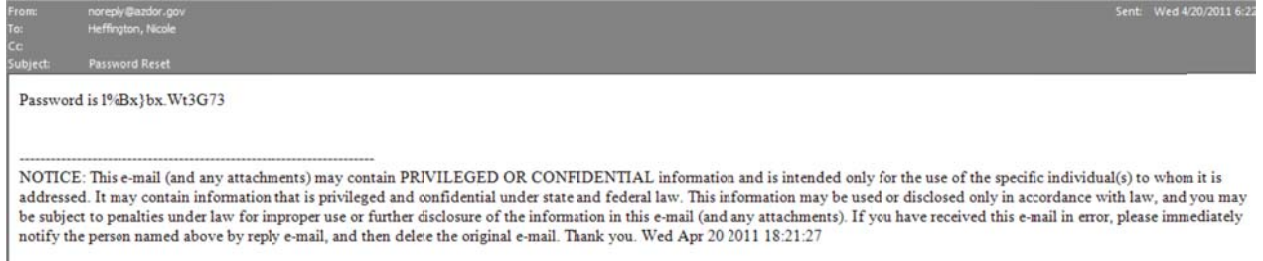 From: noreply@azdor.gov Sent: Wed 4/20/2011 6:22
To: Heffington, Nicole
Cc:
Subject: Password Reset
Password is l%Bx}bx.Wt3G73
----------------------------------------------------------------------
NOTICE: This e-mail (and any attachments) may contain PRIVILEGED OR CONFIDENTIAL information and is intended only for the use of the specific individual(s) to whom it is
addressed. It may contain information that is privileged and confidential under state and federal law. This information may be used or disclosed only in accordance with law, and you may
be subject to penalties under law for improper use or further disclosure of the information in this e-mail (and any attachments). If you have received this e-mail in error, please immediately
notify the person named above by reply e-mail, and then delete the original e-mail. Thank you. Wed Apr 20 2011 18:21:27